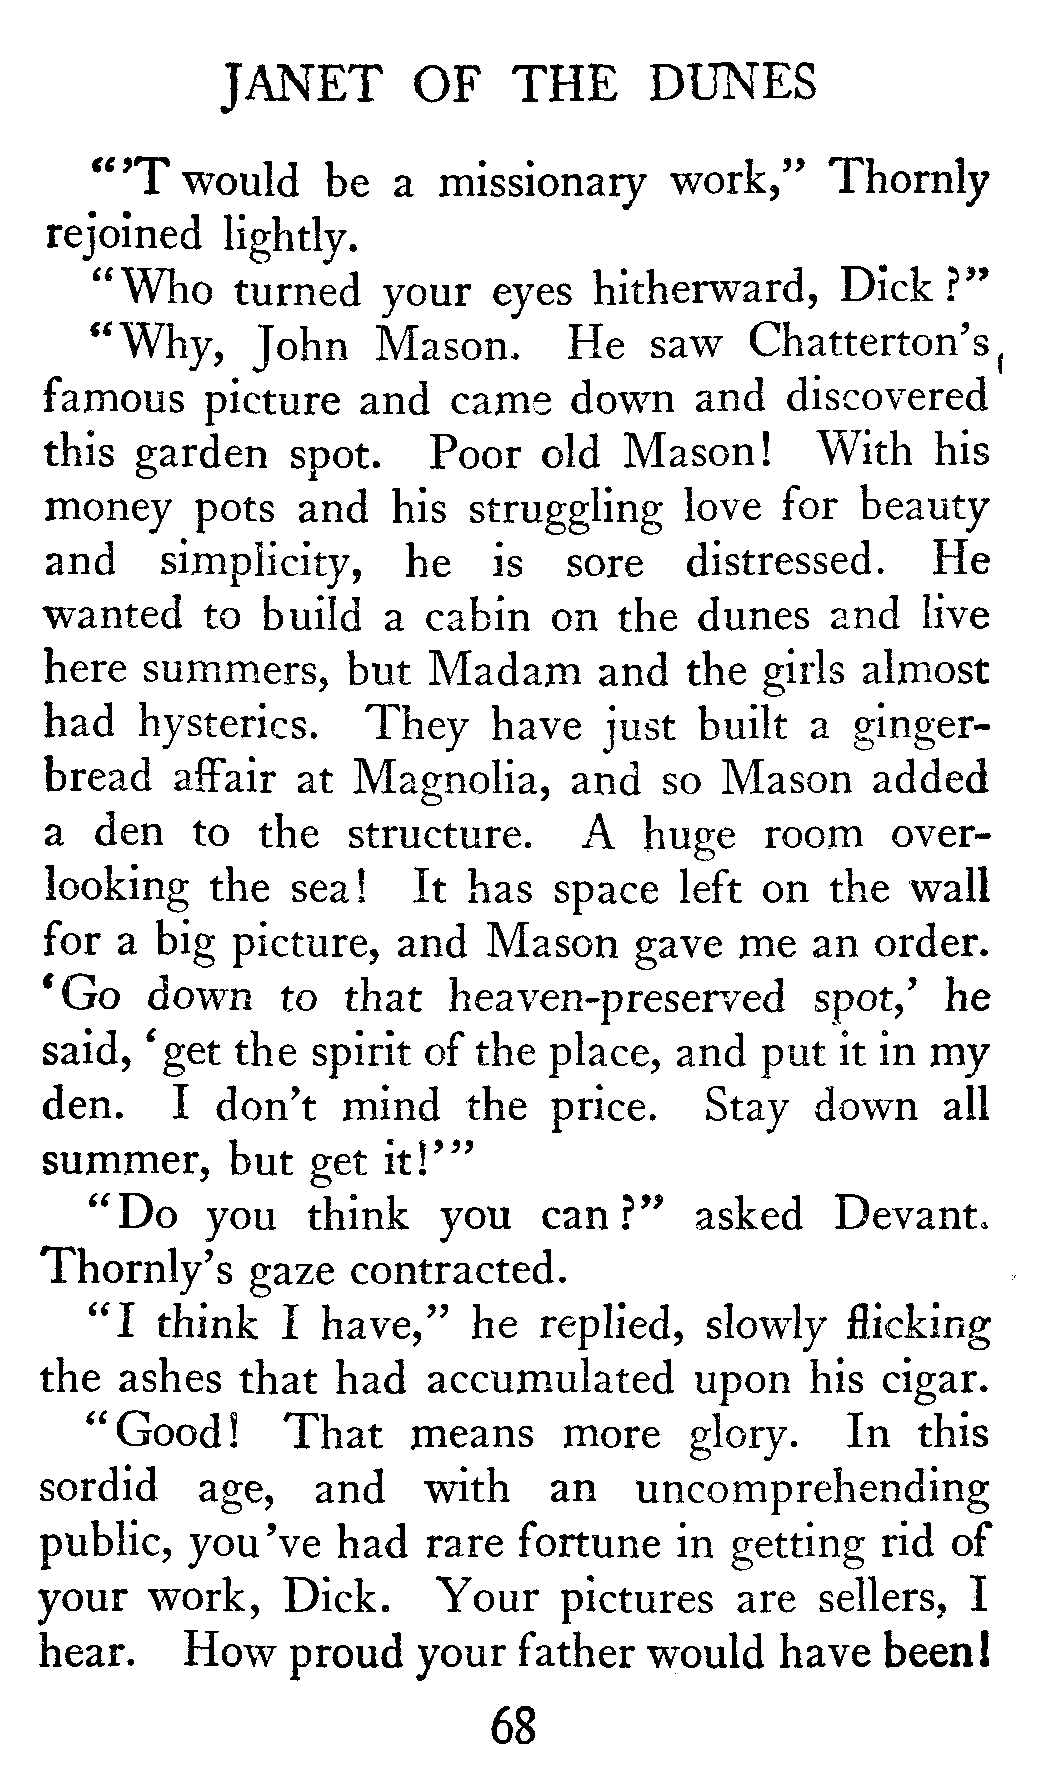 JANET OF THE DUNES
"'T would be a missionary work," Thornly
rejoined lightly.
"Who turned your eyes hitherward, Dick?"
"Why, John Mason. He saw Chatterton's
famous picture and came down and discovered
this garden spot. Poor old Mason! With his
money pots and his struggling love for beauty
and simplicity, he is sore distressed. He
wanted to build a cabin on the dunes and live
here summers, but Madam and the girls almost
had hysterics. They have just built a ginger-
bread affair at Magnolia, and so Mason added
a den to the structure. A huge room over-
looking the sea! It has space left on the wall
for a big picture, and Mason gave me an order.
'Go down to that heaven-preserved spot,' he
said, 'get the spirit of the place, and put it in my
den. I don't mind the price. Stay down all
summer, but get it!'"
"Do you think you can?" asked Devant.
Thornly's gaze contracted.
"I think I have," he replied, slowly flicking
the ashes that had accumulated upon his cigar.
"Good! That means more glory. In this
sordid age, and with an uncomprehending
public, you've had rare fortune in getting rid of
your work, Dick. Your pictures are sellers, I
hear. How proud your father would have been!
68